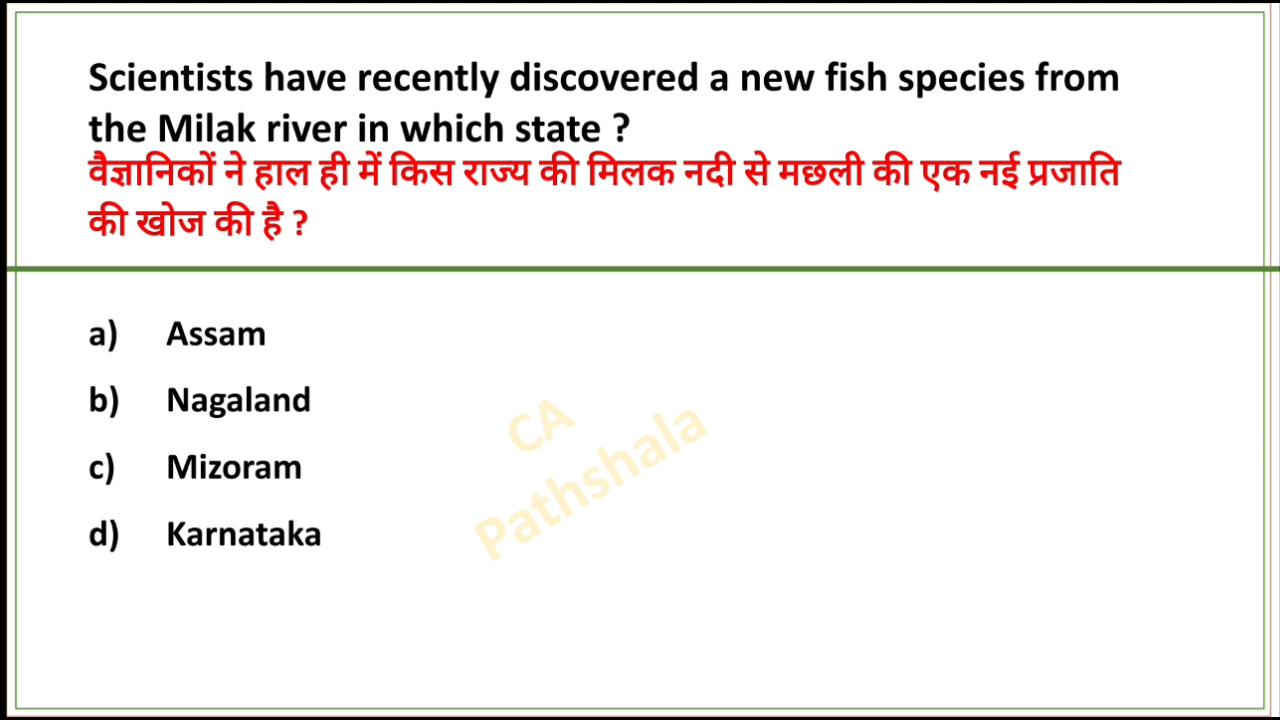 Scientists have recently discovered a new fish species from
the Milak river in which state ?
वैज्ञानिकों ने हाल ही में किस राज्य की मिलक नदी से मछली की एक नई प्रजाति
की खोज की है ?
a) Assam
b) Nagaland
c) Mizoram
d) Karnataka
CA
Pathshala